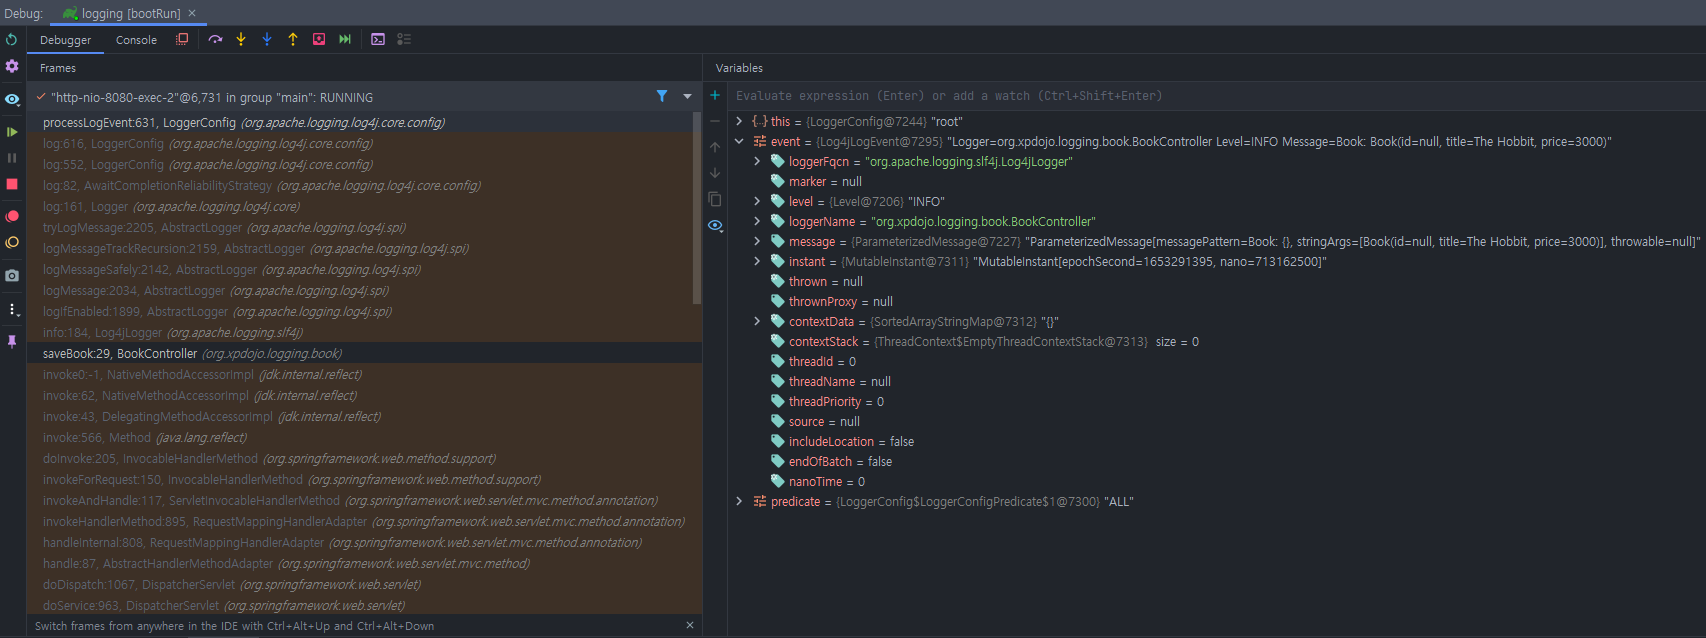 Debug: logging [bootRun] ×
Debugger Console
Frames
"http-nio-8080-exec-2"@6,731 in group "main": RUNNING
processLogEvent:631, LoggerConfig (org.apache.logging.log4j.core.config)
log:616, LoggerConfig (org.apache.logging.log4j.core.config)
log:552, LoggerConfig (org.apache.logging.log4j.core.config)
log:82, AwaitCompletionReliabilityStrategy (org.apache.logging.log4j.core.config)
log:161, Logger (org.apache.logging.log4j.core)
tryLogMessage:2205, AbstractLogger (org.apache.logging.log4j.spi)
logMessageTrackRecursion:2159, AbstractLogger (org.apache.logging.log4j.spi)
logMessageSafely:2142, AbstractLogger (org.apache.logging.log4j.spi)
logMessage:2034, AbstractLogger (org.apache.logging.log4j.spi)
logIfEnabled:1899, AbstractLogger (org.apache.logging.log4j.spi)
info:184, Log4jLogger (org.apache.logging.slf4j)
saveBook:29, BookController (org.xpdojo.logging.book)
invoke0:-1, NativeMethodAccessorImpl (jdk.internal.reflect)
invoke:62, NativeMethodAccessorImpl (jdk.internal.reflect)
invoke:43, DelegatingMethodAccessorImpl (jdk.internal.reflect)
invoke:566, Method (java.lang.reflect)
doInvoke:205, InvocableHandlerMethod (org.springframework.web.method.support)
invokeForRequest:150, InvocableHandlerMethod (org.springframework.web.method.support)
invokeAndHandle:117, ServletInvocableHandlerMethod (org.springframework.web.servlet.mvc.method.annotation)
invokeHandlerMethod:895, RequestMappingHandlerAdapter (org.springframework.web.servlet.mvc.method.annotation)
handleInternal:808, RequestMappingHandlerAdapter (org.springframework.web.servlet.mvc.method.annotation)
handle:87, AbstractHandlerMethodAdapter (org.springframework.web.servlet.mvc.method)
doDispatch:1067, DispatcherServlet (org.springframework.web.servlet)
doService:963, DispatcherServlet (org.springframework.web.servlet)
Switch frames from anywhere in the IDE with Ctrl+Alt+Up and Ctrl+Alt+Down ×
Variables
Evaluate expression (Enter) or add a watch (Ctrl+Shift+Enter)
this = {LoggerConfig@7244} "root"
event = {Log4jLogEvent@7295} "Logger=org.xpdojo.logging.book.BookController Level=INFO Message=Book: Book(id=null, title=The Hobbit, price=3000)"
loggerFqcn = "org.apache.logging.slf4j.Log4jLogger"
marker = null
level = {Level@7206} "INFO"
loggerName = "org.xpdojo.logging.book.BookController"
message = {ParameterizedMessage@7227} "ParameterizedMessage[messagePattern=Book: {}, stringArgs=[Book(id=null, title=The Hobbit, price=3000)], throwable=null]"
instant = {MutableInstant@7311} "MutableInstant[epochSecond=1653291395, nano=713162500]"
thrown = null
thrownProxy = null
contextData = {SortedArrayStringMap@7312} "{}"
contextStack = {ThreadContext$EmptyThreadContextStack@7313} size = 0
threadId = 0
threadName = null
threadPriority = 0
source = null
includeLocation = false
endOfBatch = false
nanoTime = 0
predicate = {LoggerConfig$LoggerConfigPredicate$1@7300} "ALL"